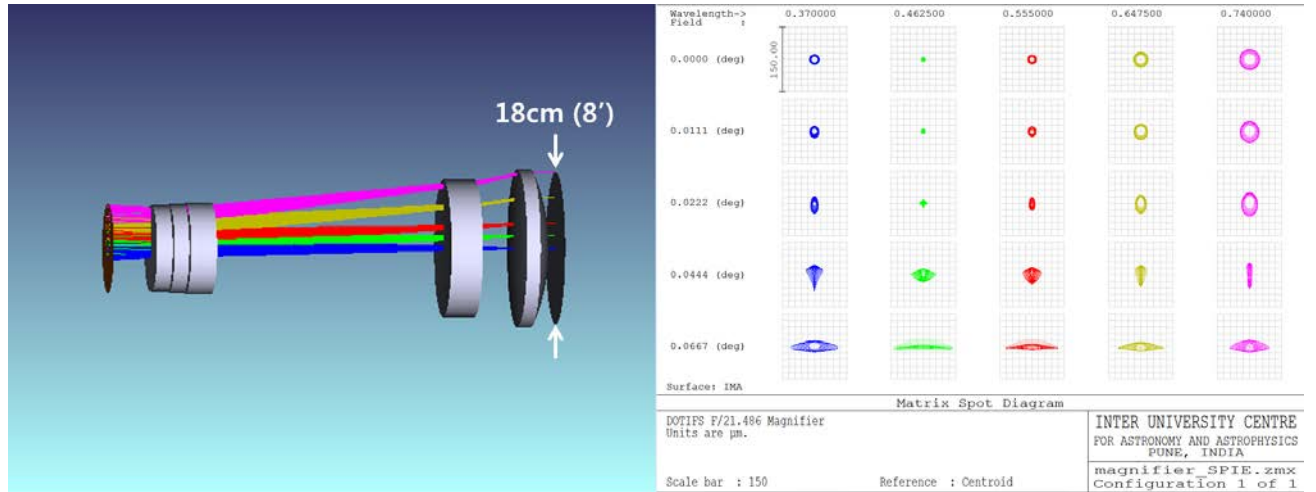 18cm (8′)
Wavelength-> 0.370000 0.462500 0.555000 0.647500 0.740000
Field :
0.0000 (deg)
150.00
0.0111 (deg)
0.0222 (deg)
0.0444 (deg)
0.0667 (deg)
Surface: IMA
Matrix Spot Diagram
DOTIFS F/21.486 Magnifier
Units are µm.
Scale bar : 150 Reference : Centroid
INTER UNIVERSITY CENTRE
FOR ASTRONOMY AND ASTROPHYSICS
PUNE, INDIA
magnifier_SPIE.zmx
Configuration 1 of 1